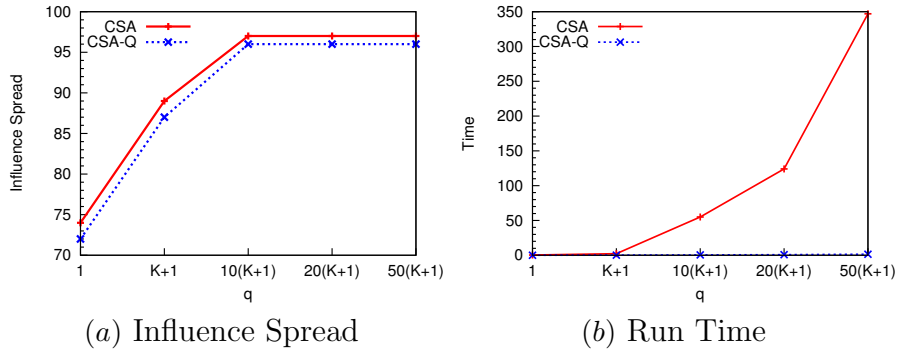 CSA
CSA-Q
100
95
90
85
80
75
70
Influence Spread
1
K+1
10(K+1)
20(K+1)
50(K+1)
q
(a) Influence Spread
CSA
CSA-Q
350
300
250
200
150
100
50
0
Time
1
K+1
10(K+1)
20(K+1)
50(K+1)
q
(b) Run Time